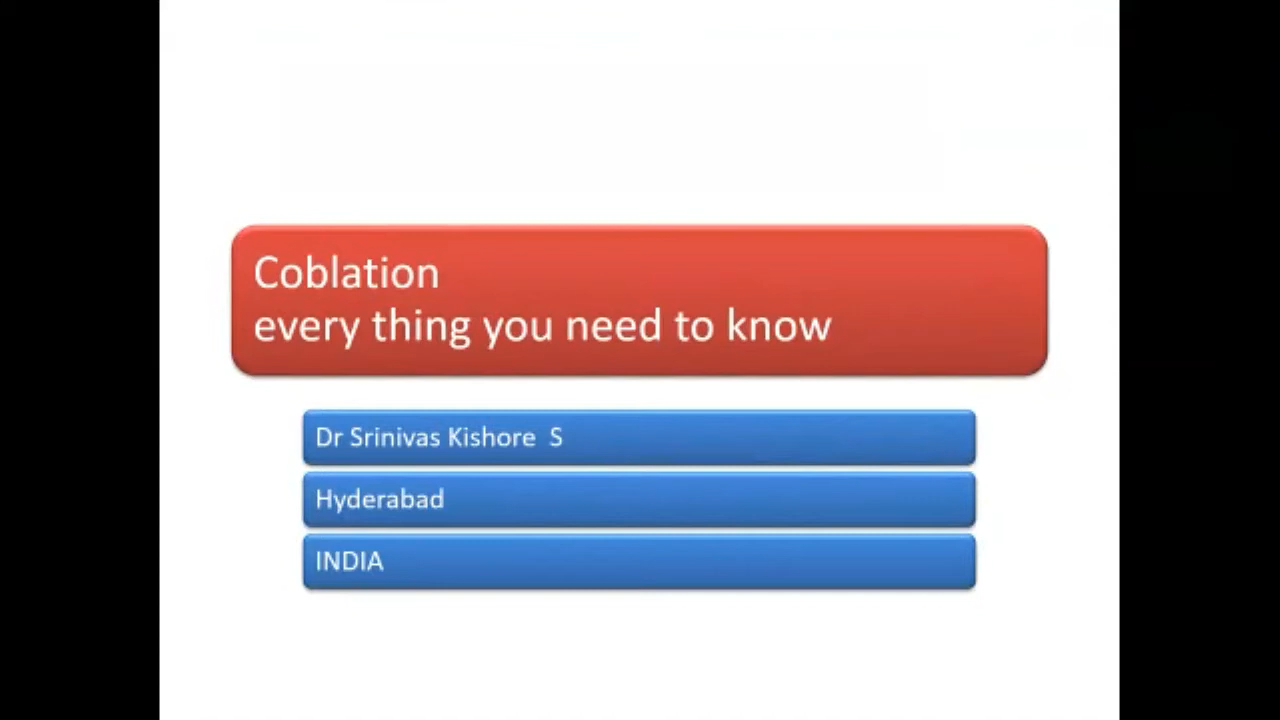 Coblation
every thing you need to know
Dr Srinivas Kishore  S
Hyderabad
INDIA